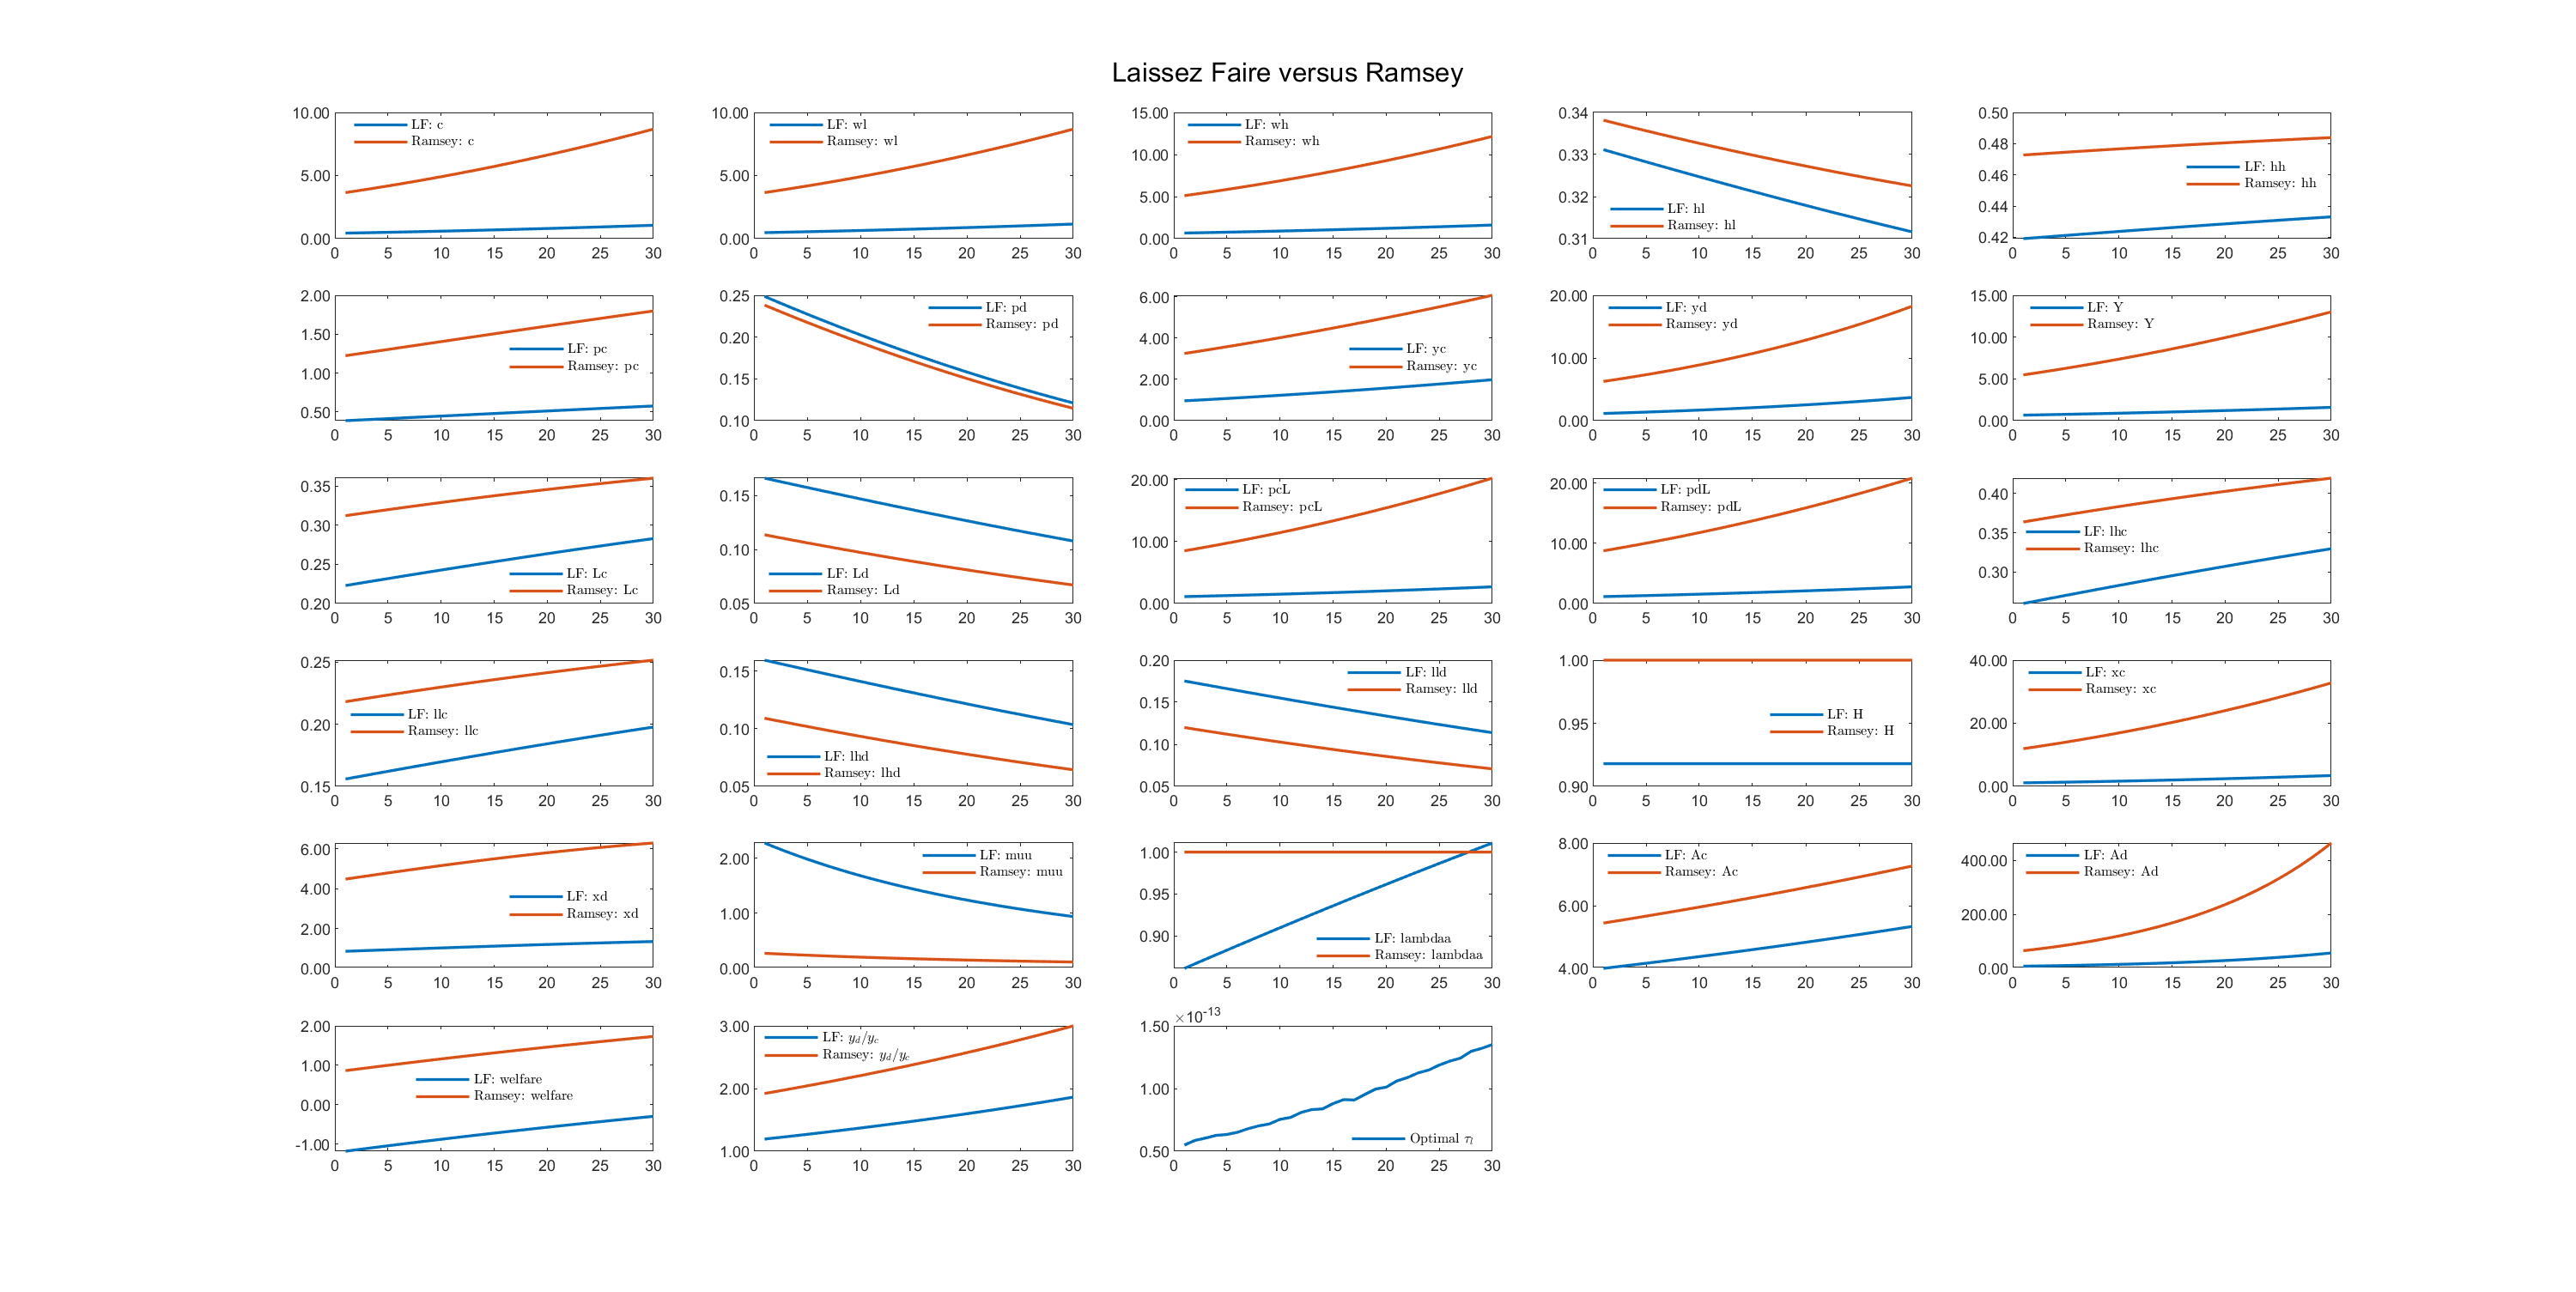 Laissez Faire versus Ramsey
10.00
5.00
0.00
LF: c
Ramsey: c
0 5 10 15 20 25 30
10.00
5.00
0.00
LF: wl
Ramsey: wl
0 5 10 15 20 25 30
15.00
10.00
5.00
0.00
LF: wh
Ramsey: wh
0 5 10 15 20 25 30
0.34
0.33
0.32
0.31
LF: hl
Ramsey: hl
0 5 10 15 20 25 30
0.50
0.48
0.46
0.44
0.42
LF: hh
Ramsey: hh
0 5 10 15 20 25 30
2.00
1.50
1.00
0.50
LF: pc
Ramsey: pc
0 5 10 15 20 25 30
0.25
0.20
0.15
0.10
LF: pd
Ramsey: pd
0 5 10 15 20 25 30
6.00
4.00
2.00
0.00
LF: yc
Ramsey: yc
0 5 10 15 20 25 30
20.00
10.00
0.00
LF: yd
Ramsey: yd
0 5 10 15 20 25 30
15.00
10.00
5.00
0.00
LF: Y
Ramsey: Y
0 5 10 15 20 25 30
0.35
0.30
0.25
0.20
LF: Lc
Ramsey: Lc
0 5 10 15 20 25 30
0.15
0.10
0.05
LF: Ld
Ramsey: Ld
0 5 10 15 20 25 30
20.00
10.00
0.00
LF: pcL
Ramsey: pcL
0 5 10 15 20 25 30
20.00
10.00
0.00
LF: pdL
Ramsey: pdL
0 5 10 15 20 25 30
0.40
0.35
0.30
LF: lhc
Ramsey: lhc
0 5 10 15 20 25 30
0.25
0.20
0.15
LF: llc
Ramsey: llc
0 5 10 15 20 25 30
0.15
0.10
0.05
LF: lhd
Ramsey: lhd
0 5 10 15 20 25 30
0.20
0.15
0.10
0.05
LF: lld
Ramsey: lld
0 5 10 15 20 25 30
1.00
0.95
0.90
LF: H
Ramsey: H
0 5 10 15 20 25 30
40.00
20.00
0.00
LF: xc
Ramsey: xc
0 5 10 15 20 25 30
6.00
4.00
2.00
0.00
LF: xd
Ramsey: xd
0 5 10 15 20 25 30
2.00
1.00
0.00
LF: muu
Ramsey: muu
0 5 10 15 20 25 30
1.00
0.95
0.90
LF: lambdaa
Ramsey: lambdaa
0 5 10 15 20 25 30
8.00
6.00
4.00
LF: Ac
Ramsey: Ac
0 5 10 15 20 25 30
400.00
200.00
0.00
LF: Ad
Ramsey: Ad
0 5 10 15 20 25 30
2.00
1.00
0.00
-1.00
LF: welfare
Ramsey: welfare
0 5 10 15 20 25 30
3.00
2.00
1.00
LF: y_d/y_c
Ramsey: y_d/y_c
0 5 10 15 20 25 30
×10^-13
1.50
1.00
0.50
Optimal τ_l
0 5 10 15 20 25 30